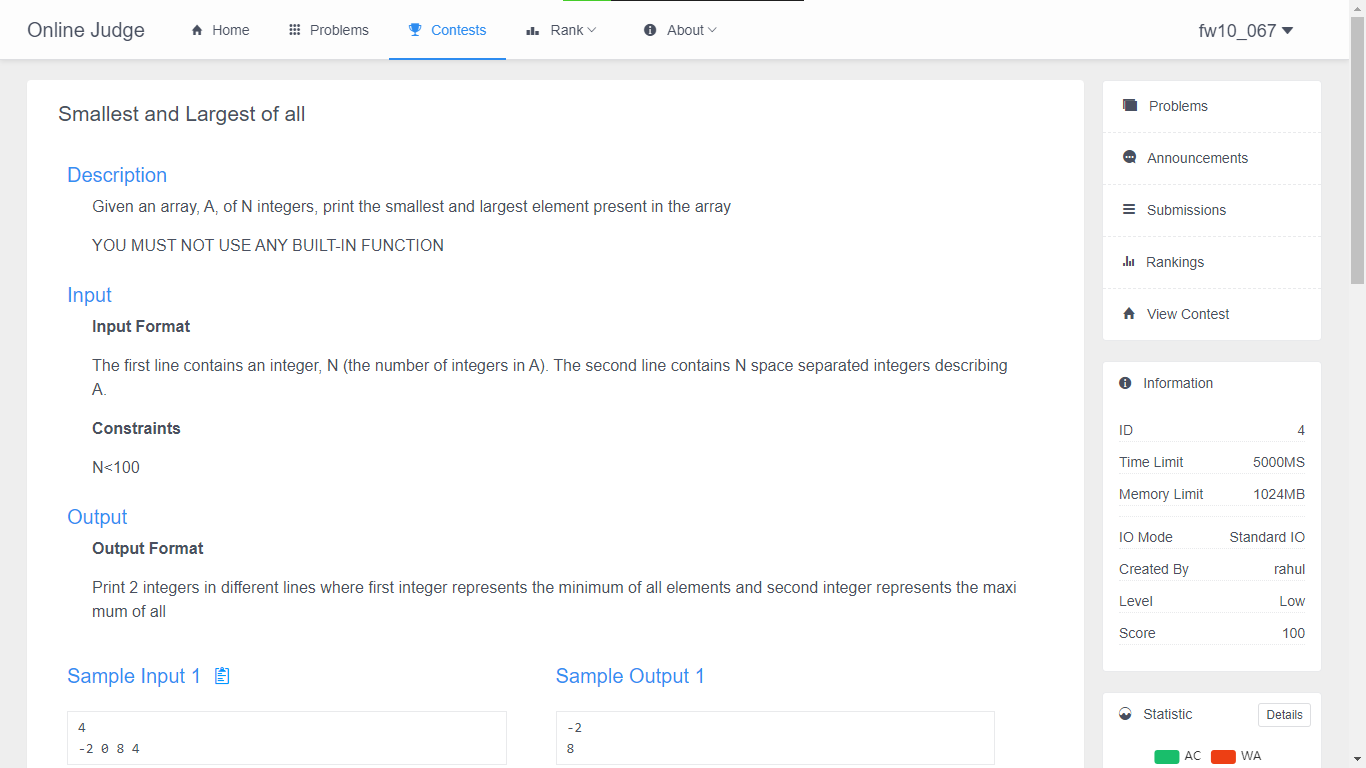 Online Judge
Home
Problems
Contests
Rank
About
fw10_067
Smallest and Largest of all
Description
Given an array, A, of N integers, print the smallest and largest element present in the array
YOU MUST NOT USE ANY BUILT-IN FUNCTION
Input
Input Format
The first line contains an integer, N (the number of integers in A). The second line contains N space separated integers describing
A.
Constraints
N<100
Output
Output Format
Print 2 integers in different lines where first integer represents the minimum of all elements and second integer represents the maxi
mum of all
Sample Input 1
4
-2 0 8 4
Sample Output 1
-2
8
Problems
Announcements
Submissions
Rankings
View Contest
Information
ID 4
Time Limit 5000MS
Memory Limit 1024MB
IO Mode Standard IO
Created By rahul
Level Low
Score 100
Statistic Details
AC WA